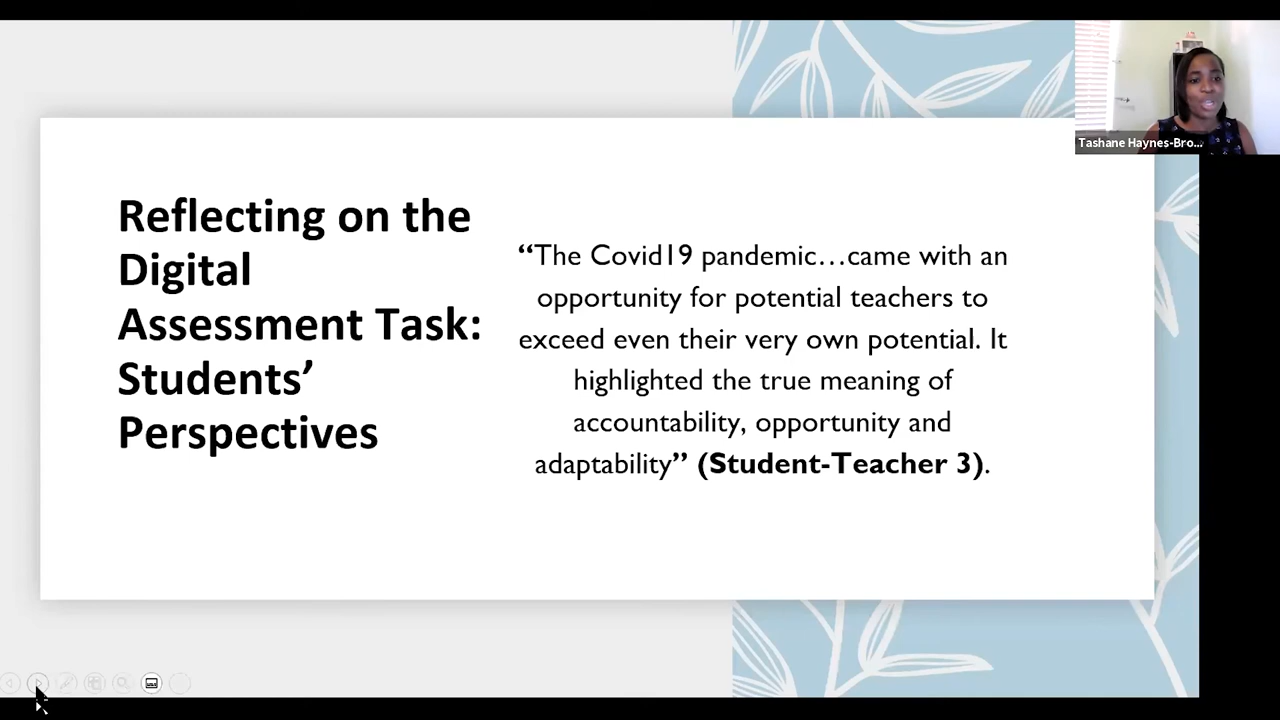 Reflecting on the
Digital
Assessment Task:
Students’
Perspectives
“The Covid19 pandemic…came with an
opportunity for potential teachers to
exceed even their very own potential. It
highlighted the true meaning of
accountability, opportunity and
adaptability” (Student-Teacher 3).
Tashane Haynes-Bro...